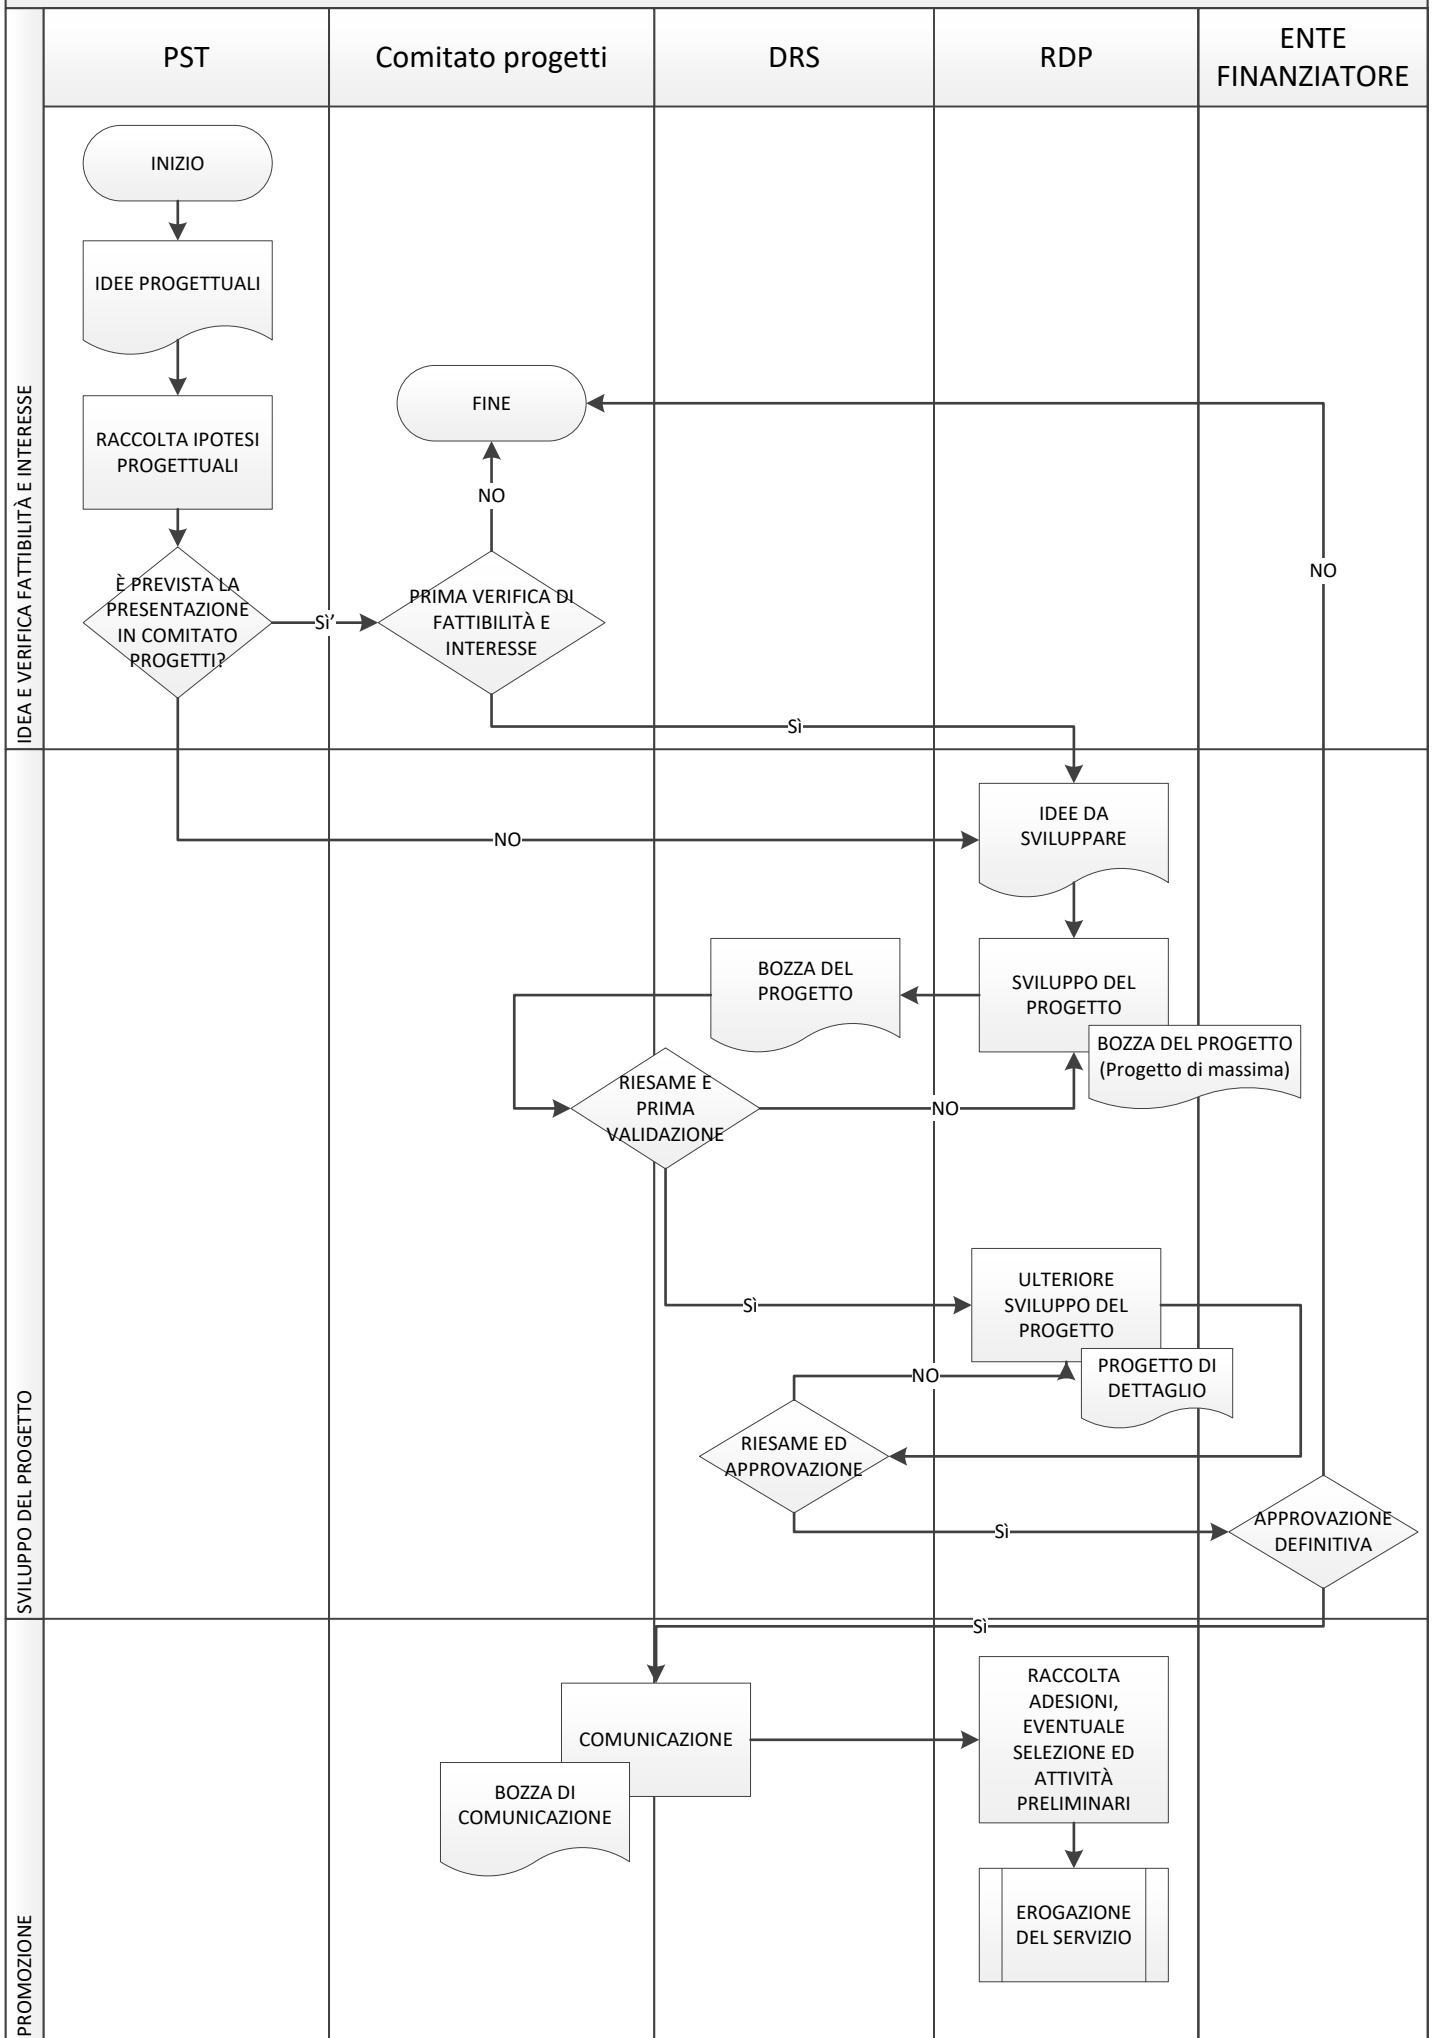 PST
Comitato progetti
DRS
RDP
ENTE
FINANZIATORE
IDEA E VERIFICA FATTIBILITÀ E INTERESSE
INIZIO
IDEE PROGETTUALI
RACCOLTA IPOTESI
PROGETTUALI
FINE
NO
NO
È PREVISTA LA
PRESENTAZIONE
IN COMITATO
PROGETTI?
Sì’
PRIMA VERIFICA DI
FATTIBILITÀ E
INTERESSE
Sì
SVILUPPO DEL PROGETTO
NO
IDEE DA
SVILUPPARE
BOZZA DEL
PROGETTO
SVILUPPO DEL
PROGETTO
BOZZA DEL PROGETTO
(Progetto di massima)
RIESAME E
PRIMA
VALIDAZIONE
NO
Sì
ULTERIORE
SVILUPPO DEL
PROGETTO
PROGETTO DI
DETTAGLIO
NO
RIESAME ED
APPROVAZIONE
Sì
APPROVAZIONE
DEFINITIVA
Sì
PROMOZIONE
COMUNICAZIONE
BOZZA DI
COMUNICAZIONE
RACCOLTA
ADESIONI,
EVENTUALE
SELEZIONE ED
ATTIVITÀ
PRELIMINARI
EROGAZIONE
DEL SERVIZIO